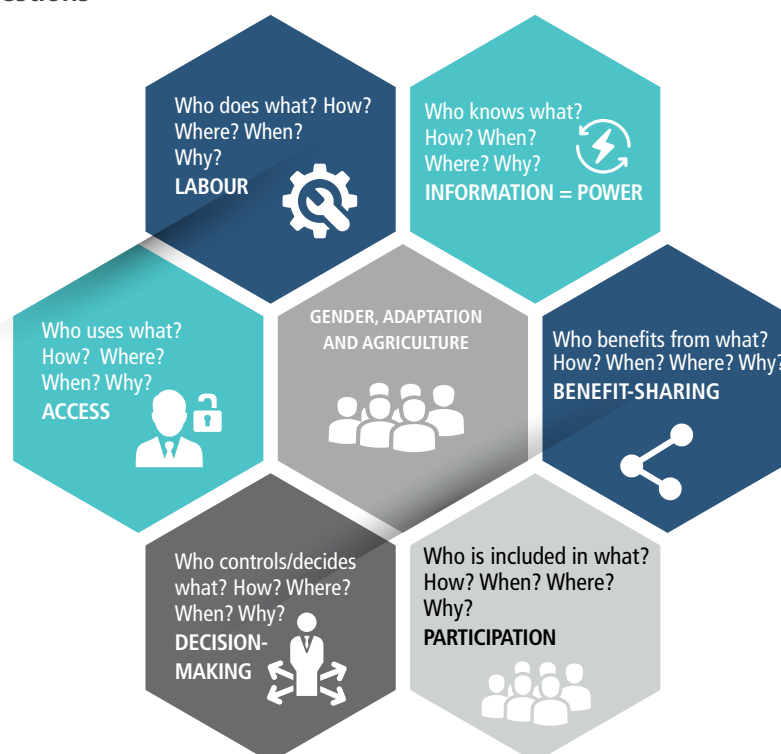 Who does what? How?
Where? When?
Why?
LABOUR
Who knows what?
How? When?
Where? Why?
INFORMATION = POWER
Who uses what?
How? Where?
When? Why?
ACCESS
GENDER, ADAPTATION
AND AGRICULTURE
Who benefits from what?
How? When? Where? Why?
BENEFIT-SHARING
Who controls/decides
what? How? Where?
When? Why?
DECISION-
MAKING
Who is included in what?
How? When? Where?
Why?
PARTICIPATION